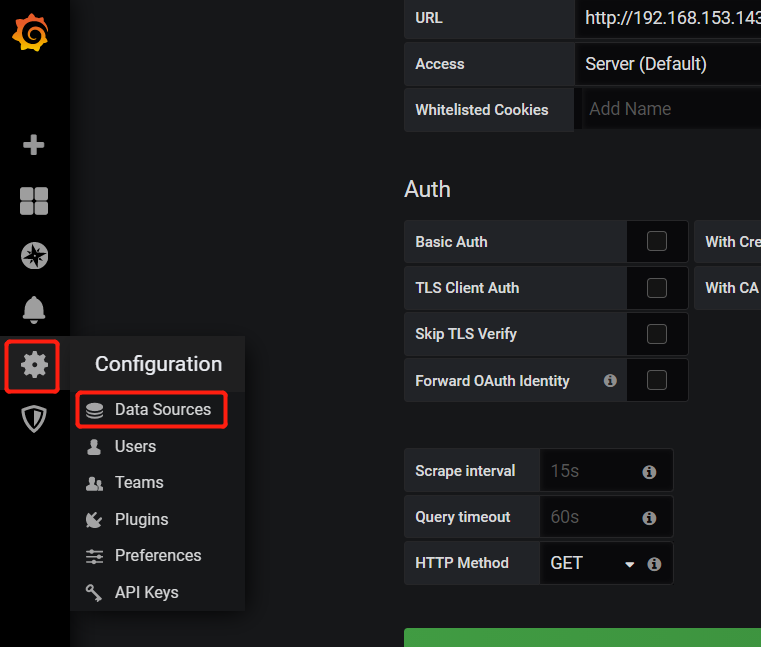 URL
http://192.168.153.143
Access
Server (Default)
Whitelisted Cookies
Add Name
Auth
Basic Auth
With Cre
TLS Client Auth
With CA
Skip TLS Verify
Forward OAuth Identity
Configuration
Data Sources
Users
Teams
Plugins
Preferences
API Keys
Scrape interval
15s
Query timeout
60s
HTTP Method
GET